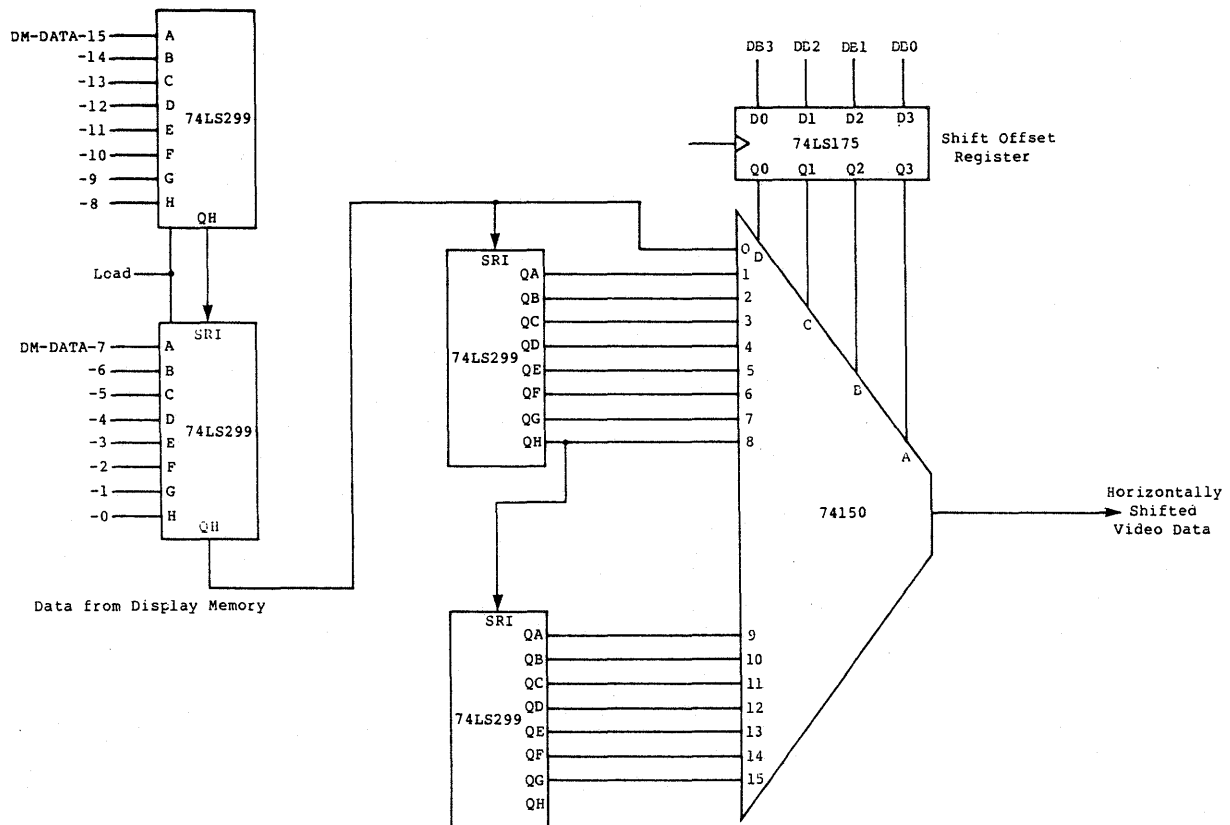 DM-DATA-15 A
-14 B
-13 C
-12 D
74LS299
-11 E
-10 F
-9 G
-8 H
QH
Load
SRI
DM-DATA-7 A
-6 B
-5 C
-4 D
74LS299
-3 E
-2 F
-1 G
-0 H
QH
Data from Display Memory
SRI
QA 1
QB 2
QC 3
QD 4
74LS299
QE 5
QF 6
QG 7
QH 8
SRI
QA 9
QB 10
QC 11
QD 12
74LS299
QE 13
QF 14
QG 15
QH
DB3 DB2 DB1 DB0
D0 D1 D2 D3
74LS175
Q0 Q1 Q2 Q3
Shift Offset
Register
0
D
C
B
A
74150
Horizontally
Shifted
Video Data